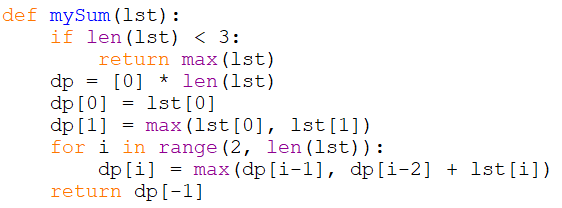 def mySum(lst):
    if len(lst) < 3:
        return max(lst)
    dp = [0] * len(lst)
    dp[0] = lst[0]
    dp[1] = max(lst[0], lst[1])
    for i in range(2, len(lst)):
        dp[i] = max(dp[i-1], dp[i-2] + lst[i])
    return dp[-1]